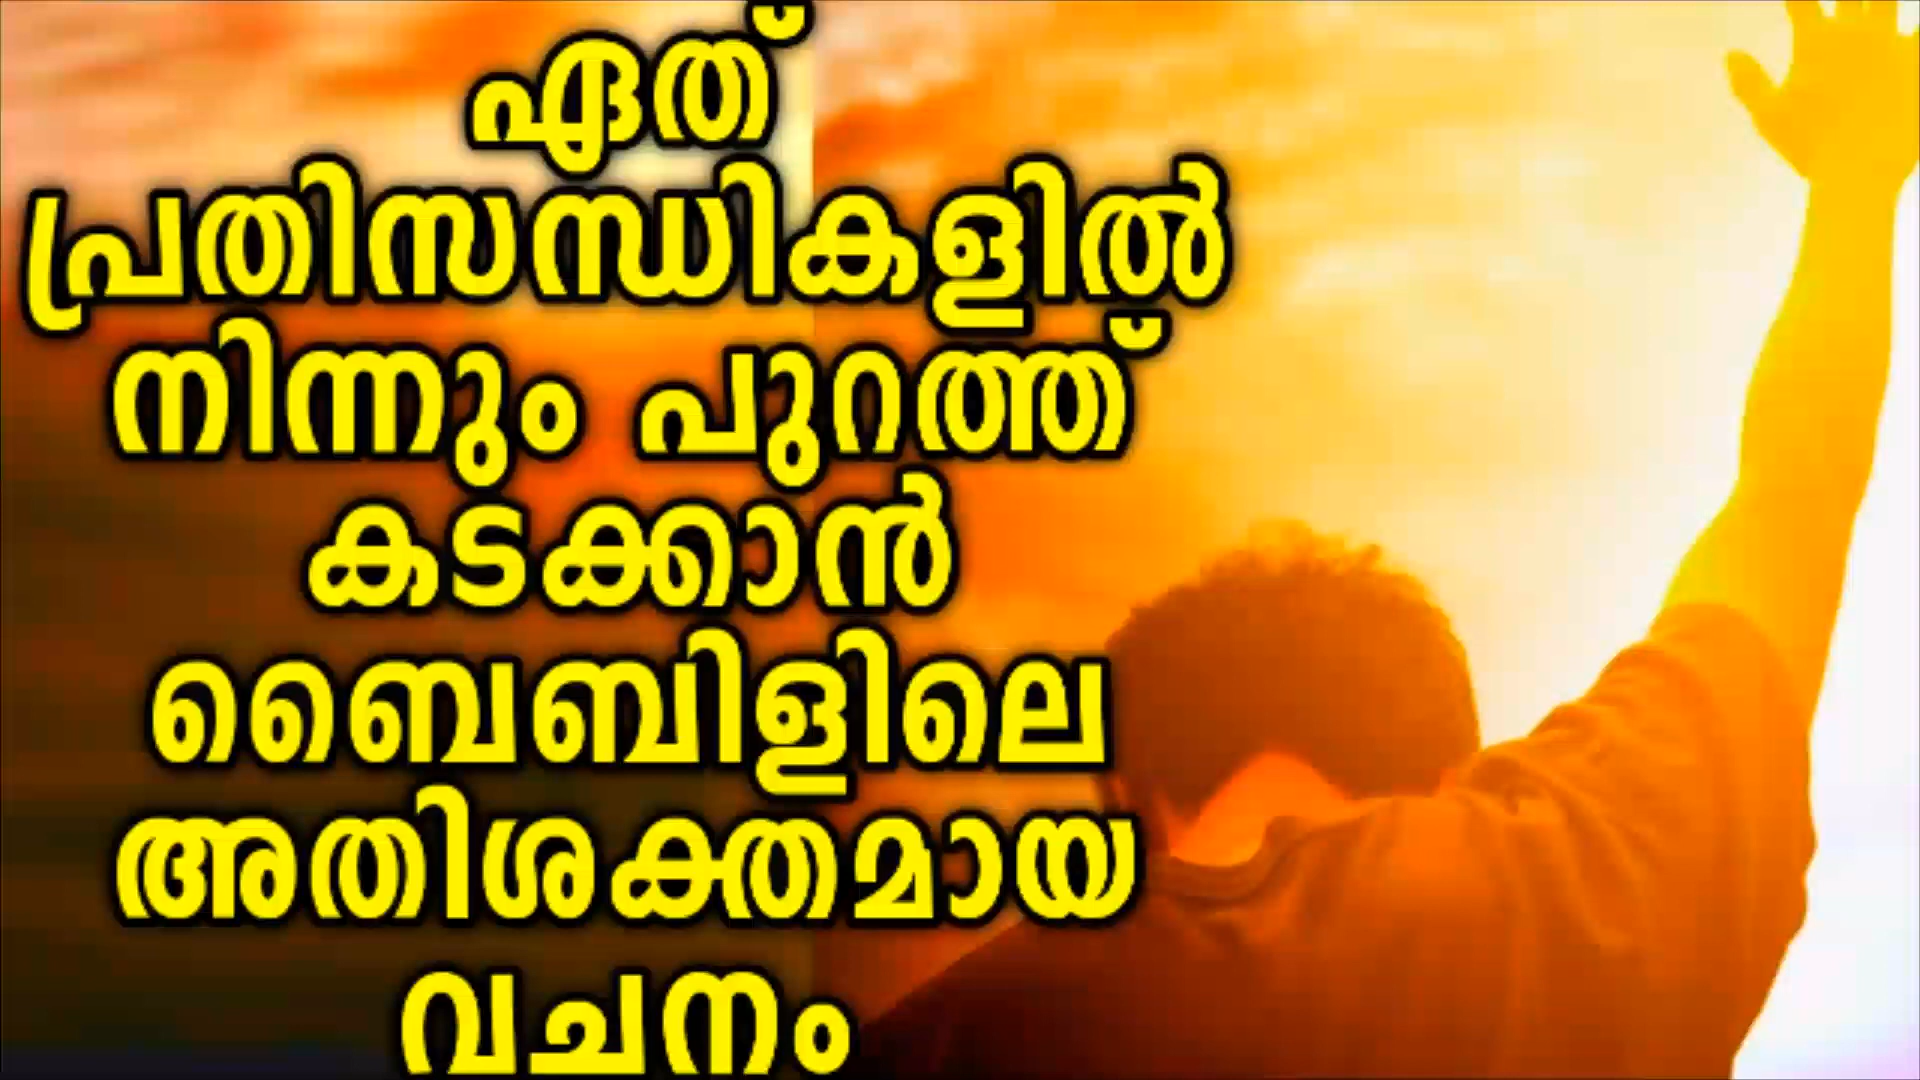 ഏത്
പ്രതിസന്ധികളിൽ
നിന്നും പുറത്ത്
കടക്കാൻ
ബൈബിളിലെ
അതിശക്തമായ
വചനം